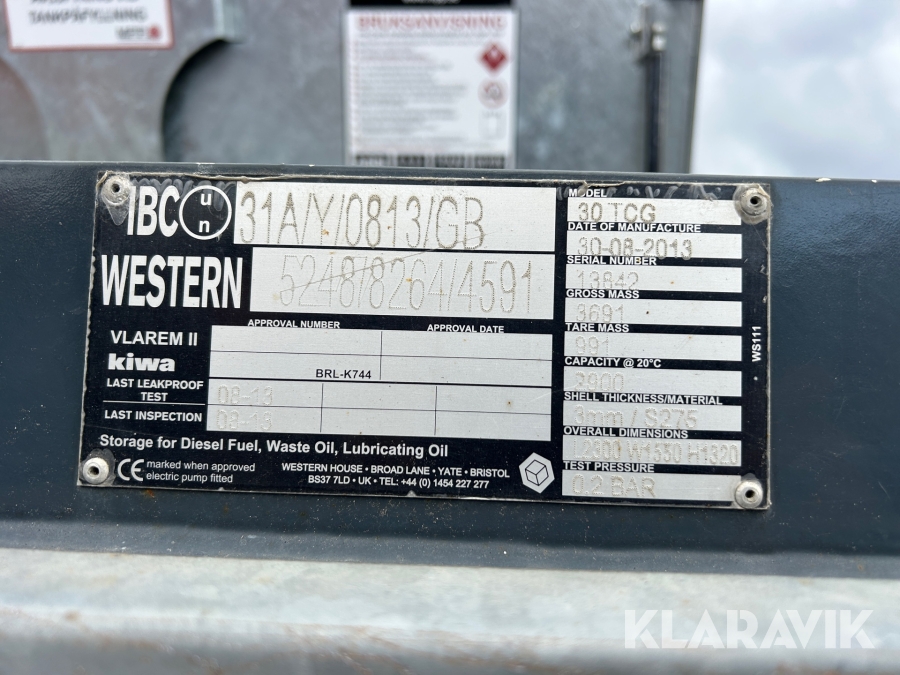 TANKPÅFYLLNING
BRUKSANVISNING
IBC un 31A/Y/0813/GB
WESTERN 5248/8264/4591
APPROVAL NUMBER APPROVAL DATE
VLAREM II
kiwa BRL-K744
LAST LEAKPROOF TEST 08-13
LAST INSPECTION 08-13
Storage for Diesel Fuel, Waste Oil, Lubricating Oil
CE marked when approved electric pump fitted
WESTERN HOUSE • BROAD LANE • YATE • BRISTOL
BS37 7LD • UK • TEL: +44 (0) 1454 227 277
MODEL
30 TCG
DATE OF MANUFACTURE
30-08-2013
SERIAL NUMBER
13842
GROSS MASS
3691
TARE MASS
991
CAPACITY @ 20°C
2900
SHELL THICKNESS/MATERIAL
3mm / S275
OVERALL DIMENSIONS
W1550 H1320
TEST PRESSURE
0.2 BAR
WS111
KLARAVIK